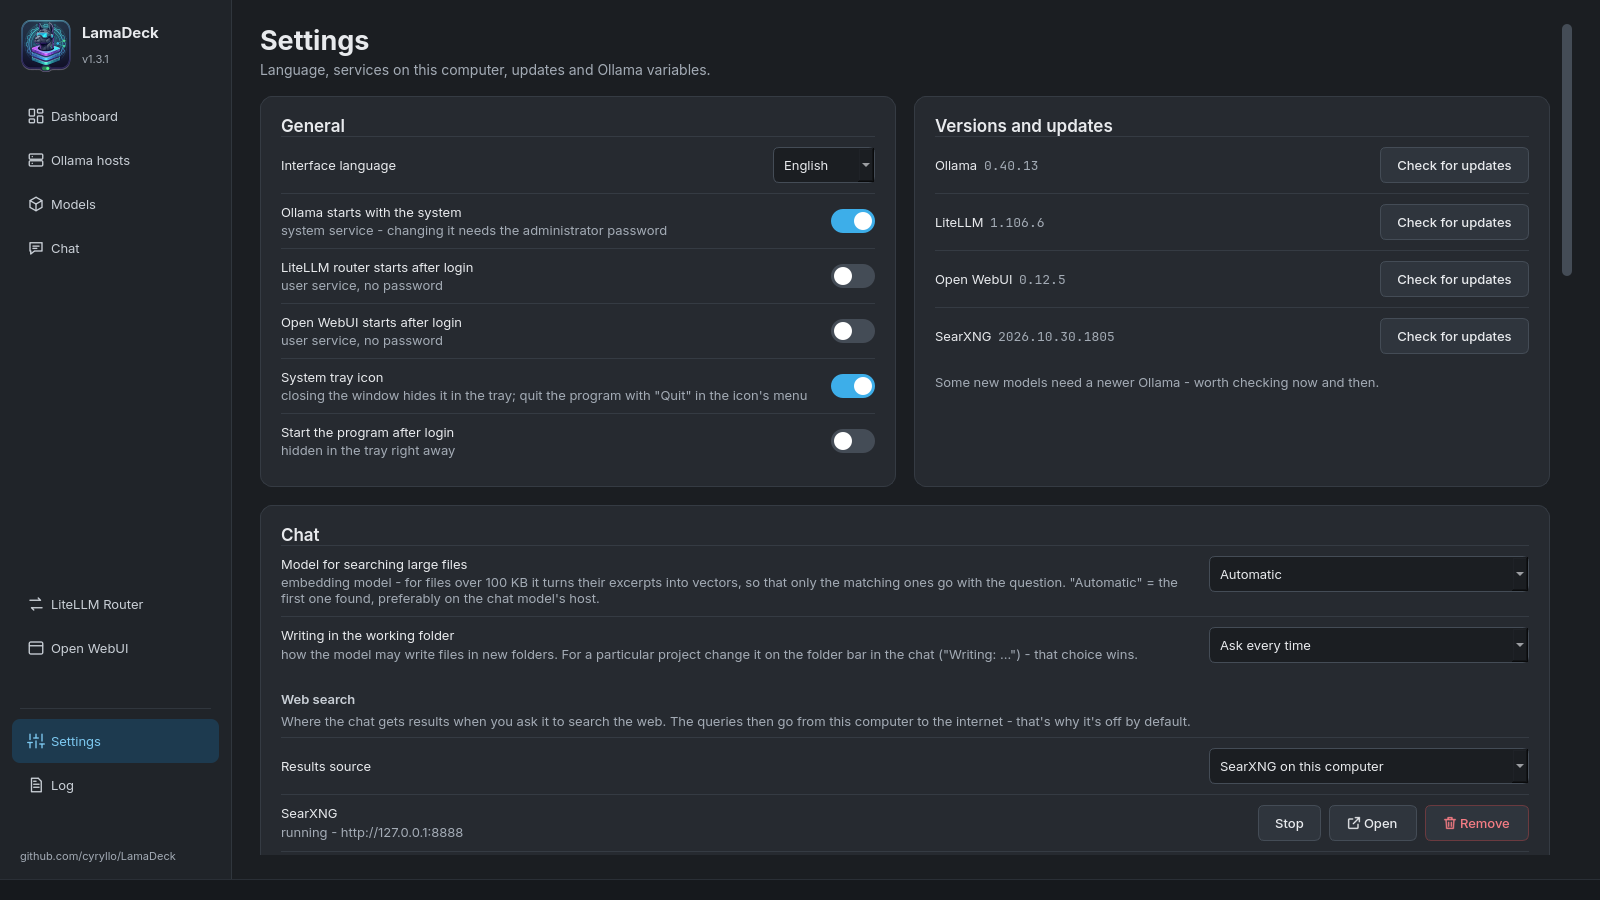 LamaDeck
v1.3.1
Dashboard
Ollama hosts
Models
Chat
LiteLLM Router
Open WebUI
Settings
Log
github.com/cyryllo/LamaDeck
Settings
Language, services on this computer, updates and Ollama variables.
General
Interface language
English
Ollama starts with the system
system service - changing it needs the administrator password
LiteLLM router starts after login
user service, no password
Open WebUI starts after login
user service, no password
System tray icon
closing the window hides it in the tray; quit the program with "Quit" in the icon's menu
Start the program after login
hidden in the tray right away
Versions and updates
Ollama 0.40.13
Check for updates
LiteLLM 1.106.6
Check for updates
Open WebUI 0.12.5
Check for updates
SearXNG 2026.10.30.1805
Check for updates
Some new models need a newer Ollama - worth checking now and then.
Chat
Model for searching large files
embedding model - for files over 100 KB it turns their excerpts into vectors, so that only the matching ones go with the question. "Automatic" = the
first one found, preferably on the chat model's host.
Automatic
Writing in the working folder
how the model may write files in new folders. For a particular project change it on the folder bar in the chat ("Writing: ...") - that choice wins.
Ask every time
Web search
Where the chat gets results when you ask it to search the web. The queries then go from this computer to the internet - that's why it's off by default.
Results source
SearXNG on this computer
SearXNG
running - http://127.0.0.1:8888
Stop
Open
Remove